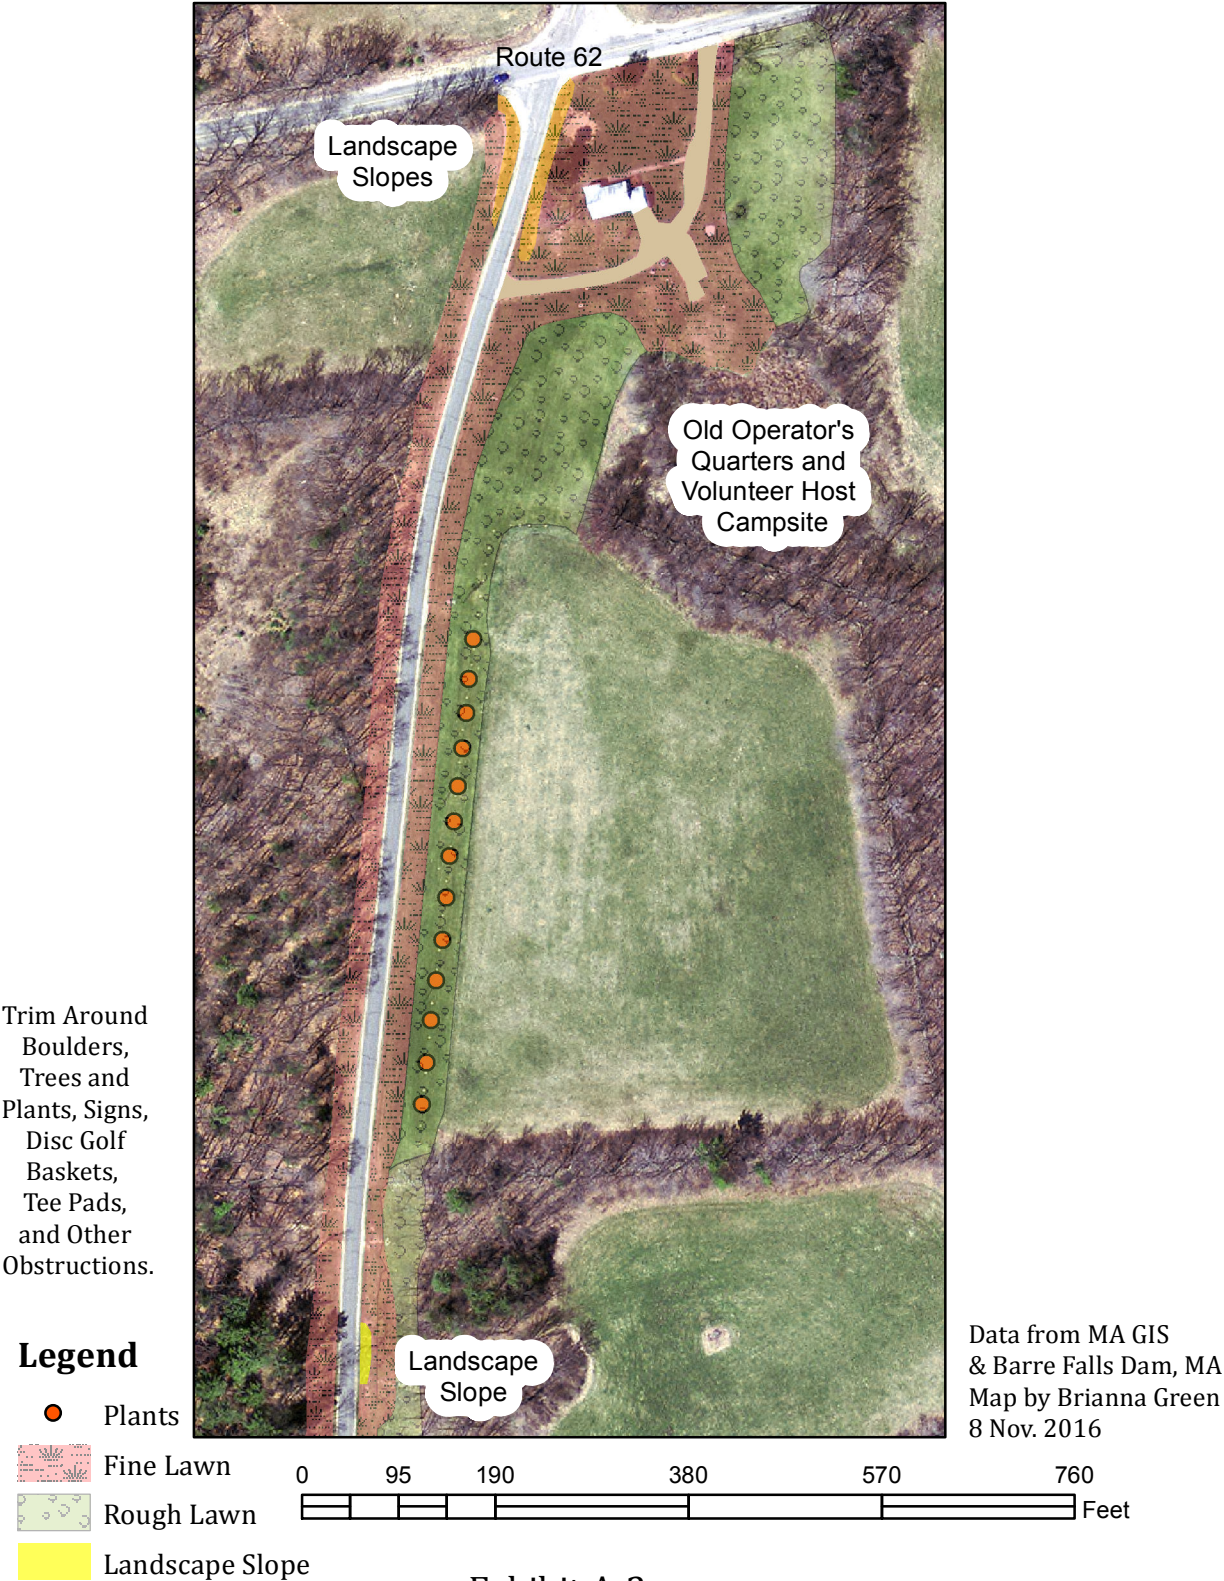 Route 62
Landscape
Slopes
Old Operator's
Quarters and
Volunteer Host
Campsite
Trim Around
Boulders,
Trees and
Plants, Signs,
Disc Golf
Baskets,
Tee Pads,
and Other
Obstructions.
Landscape
Slope
Data from MA GIS
& Barre Falls Dam, MA
Map by Brianna Green
8 Nov. 2016
Legend
Plants
Fine Lawn
Rough Lawn
Landscape Slope
0 95 190 380 570 760
Feet
Exhibit A-2